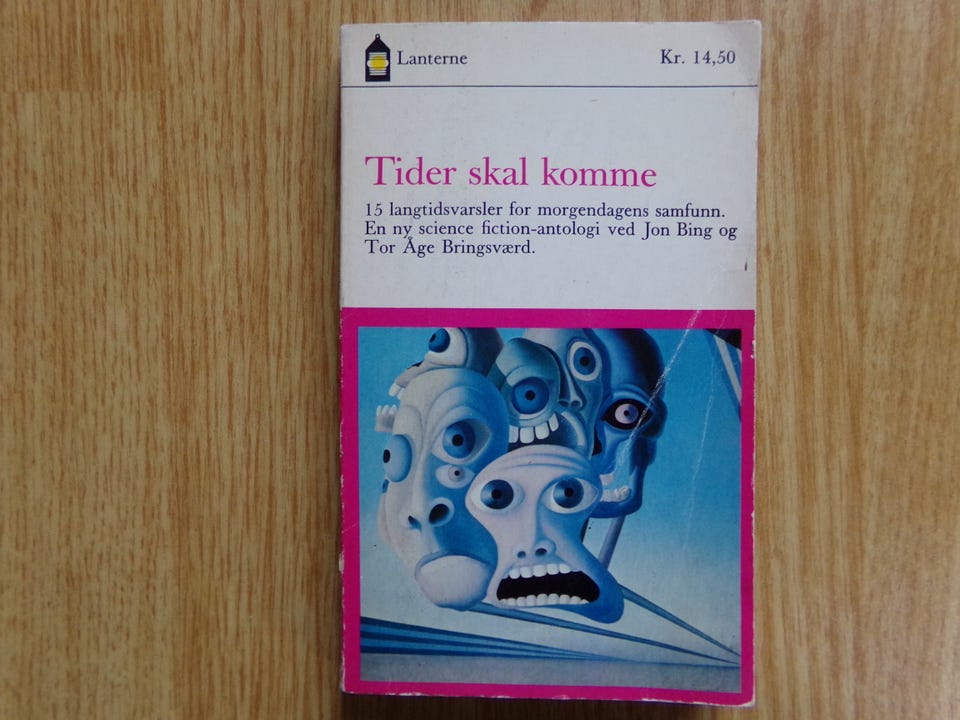 Lanterne
Kr. 14,50
Tider skal komme
15 langtidsvarsler for morgendagens samfunn.
En ny science fiction-antologi ved Jon Bing og
Tor Åge Bringsværd.